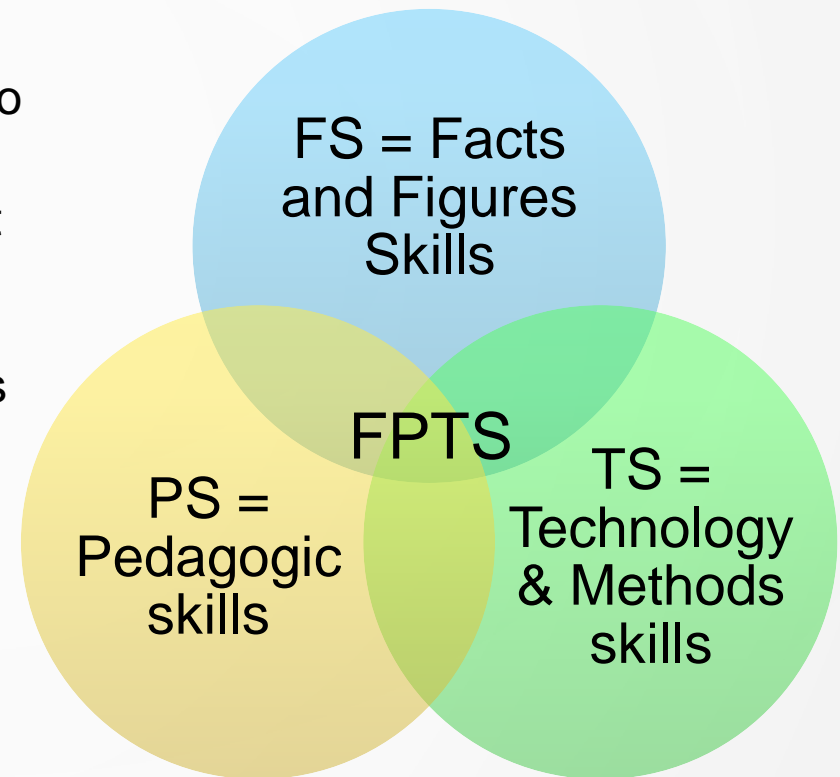 FS = Facts
and Figures
Skills
FPTS
PS =
Pedagogic
skills
TS =
Technology
& Methods
skills